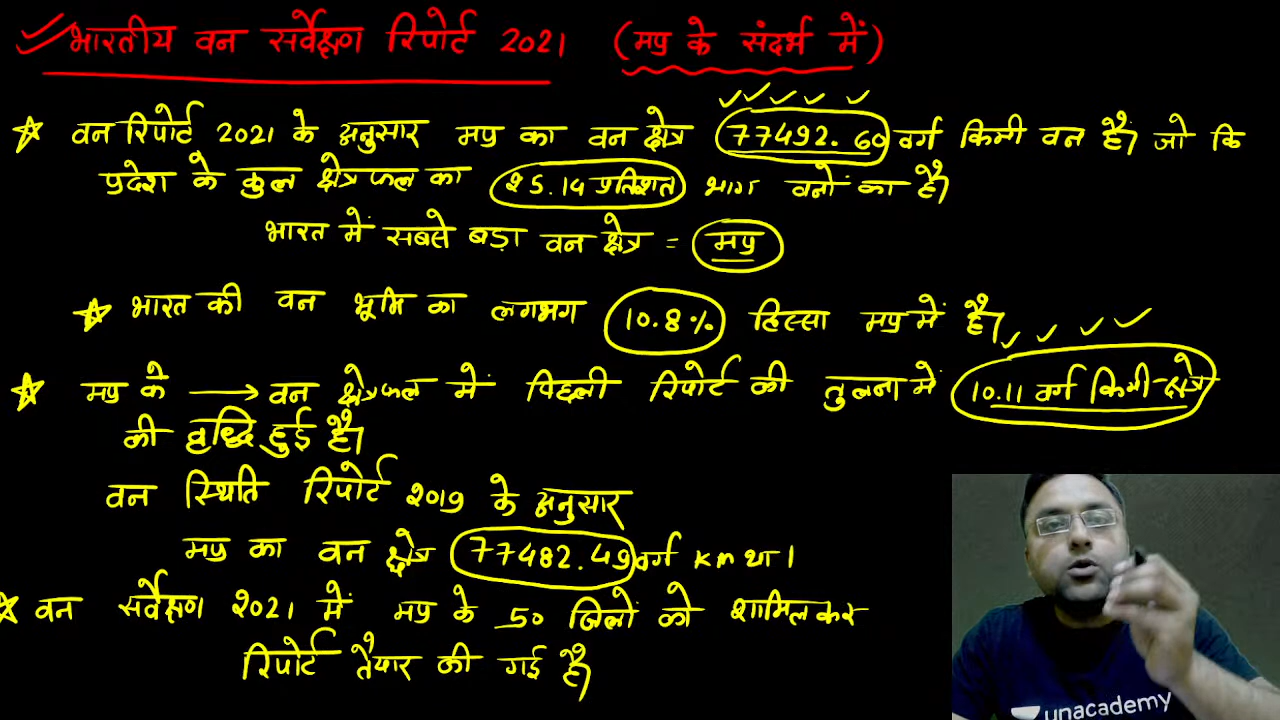 भारतीय वन सर्वेक्षण रिपोर्ट 2021 (मप्र के संदर्भ में)
वन रिपोर्ट 2021 के अनुसार मप्र का वन क्षेत्र 77492.60 वर्ग किमी वन है। जो कि
प्रदेश के कुल क्षेत्रफल का 25.14 प्रतिशत भाग वनों का है।
भारत में सबसे बड़ा वन क्षेत्र = मप्र
भारत की वन भूमि का लगभग 10.8% हिस्सा मप्र में है।
मप्र के → वन क्षेत्रफल में पिछली रिपोर्ट की तुलना में 10.11 वर्ग किमी-क्षेत्र
की वृद्धि हुई है।
वन स्थिति रिपोर्ट 2019 के अनुसार
मप्र का वन क्षेत्र 77482.49 वर्ग km था।
वन सर्वेक्षण 2021 में मप्र के 50 जिलों को शामिल कर
रिपोर्ट तैयार की गई है।
unacademy